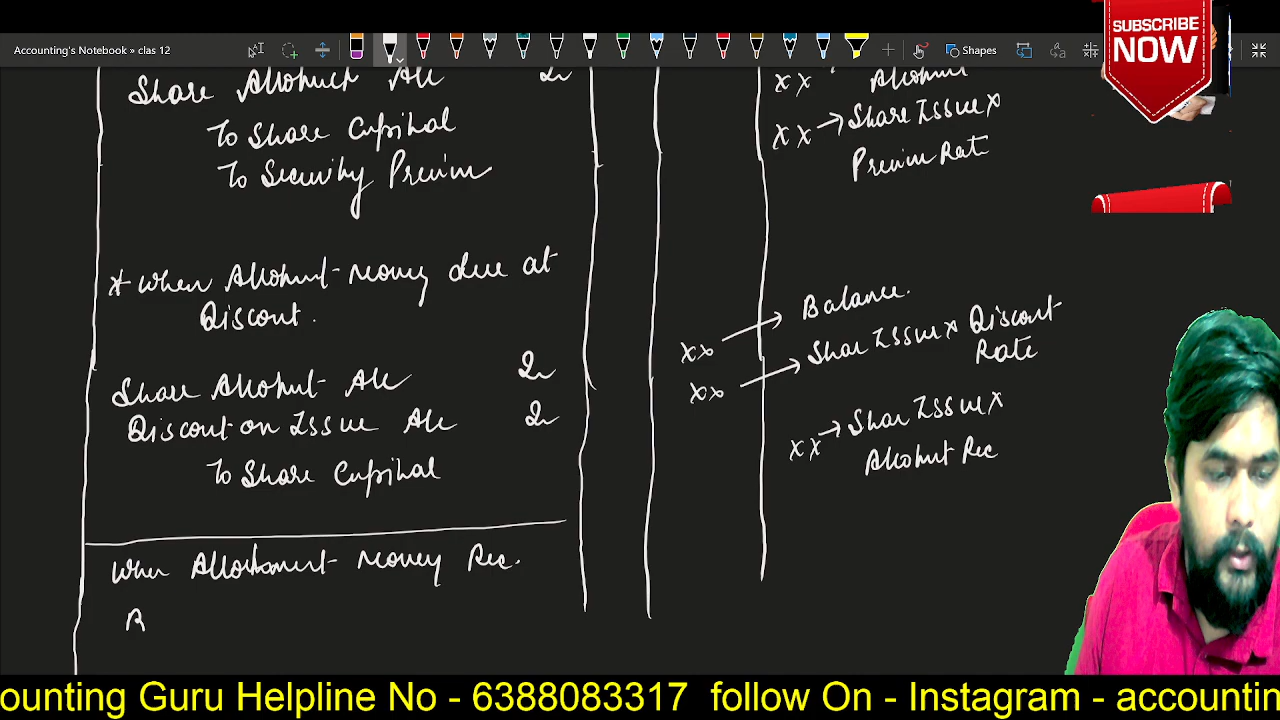 Accounting's Notebook » clas 12
Shapes
SUBSCRIBE
NOW
Share Allotment A/c Dr
xx Allotment
To Share Capital
xx → Share Issue x
To Security Premium
Premium Rate
* When Allotment money due at
Discount.
xx → Balance.
xx → Share Issue x Discount
Rate
Share Allotment A/c Dr
Discount on Issue A/c Dr
xx → Share Issue x
To Share Capital
Allotment Rec
When Allotment money Rec.
B
ounting Guru Helpline No - 6388083317 follow On - Instagram - accountin